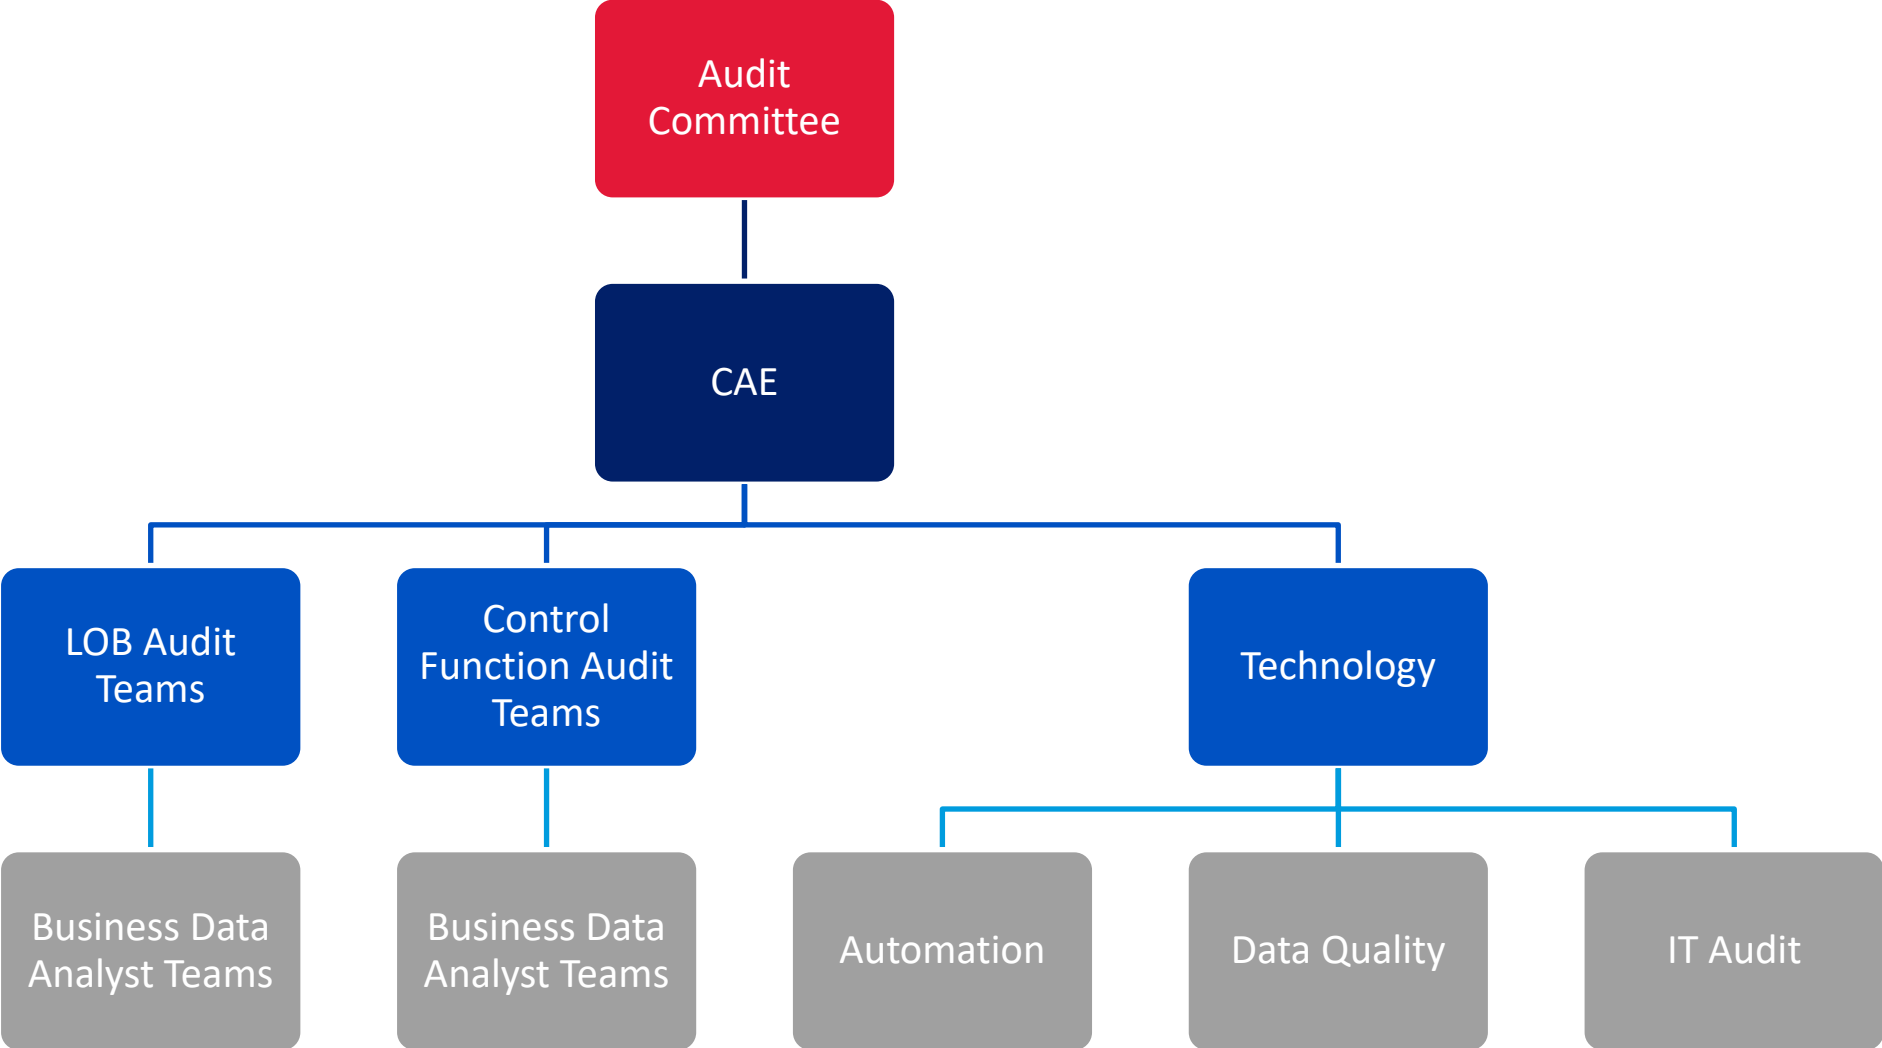 Audit
Committee
CAE
LOB Audit
Teams
Control
Function Audit
Teams
Technology
Business Data
Analyst Teams
Business Data
Analyst Teams
Automation
Data Quality
IT Audit